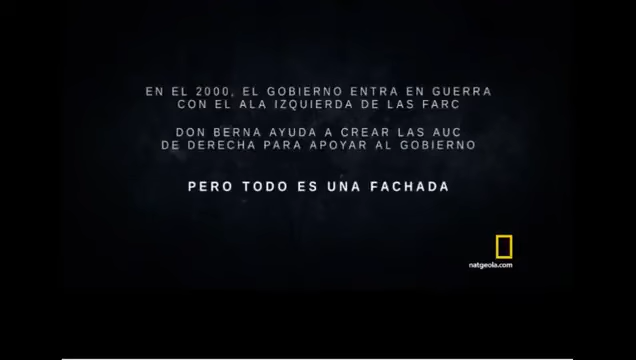 EN EL 2000, EL GOBIERNO ENTRA EN GUERRA
CON EL ALA IZQUIERDA DE LAS FARC
DON BERNA AYUDA A CREAR LAS AUC
DE DERECHA PARA APOYAR AL GOBIERNO
PERO TODO ES UNA FACHADA
natgeola.com